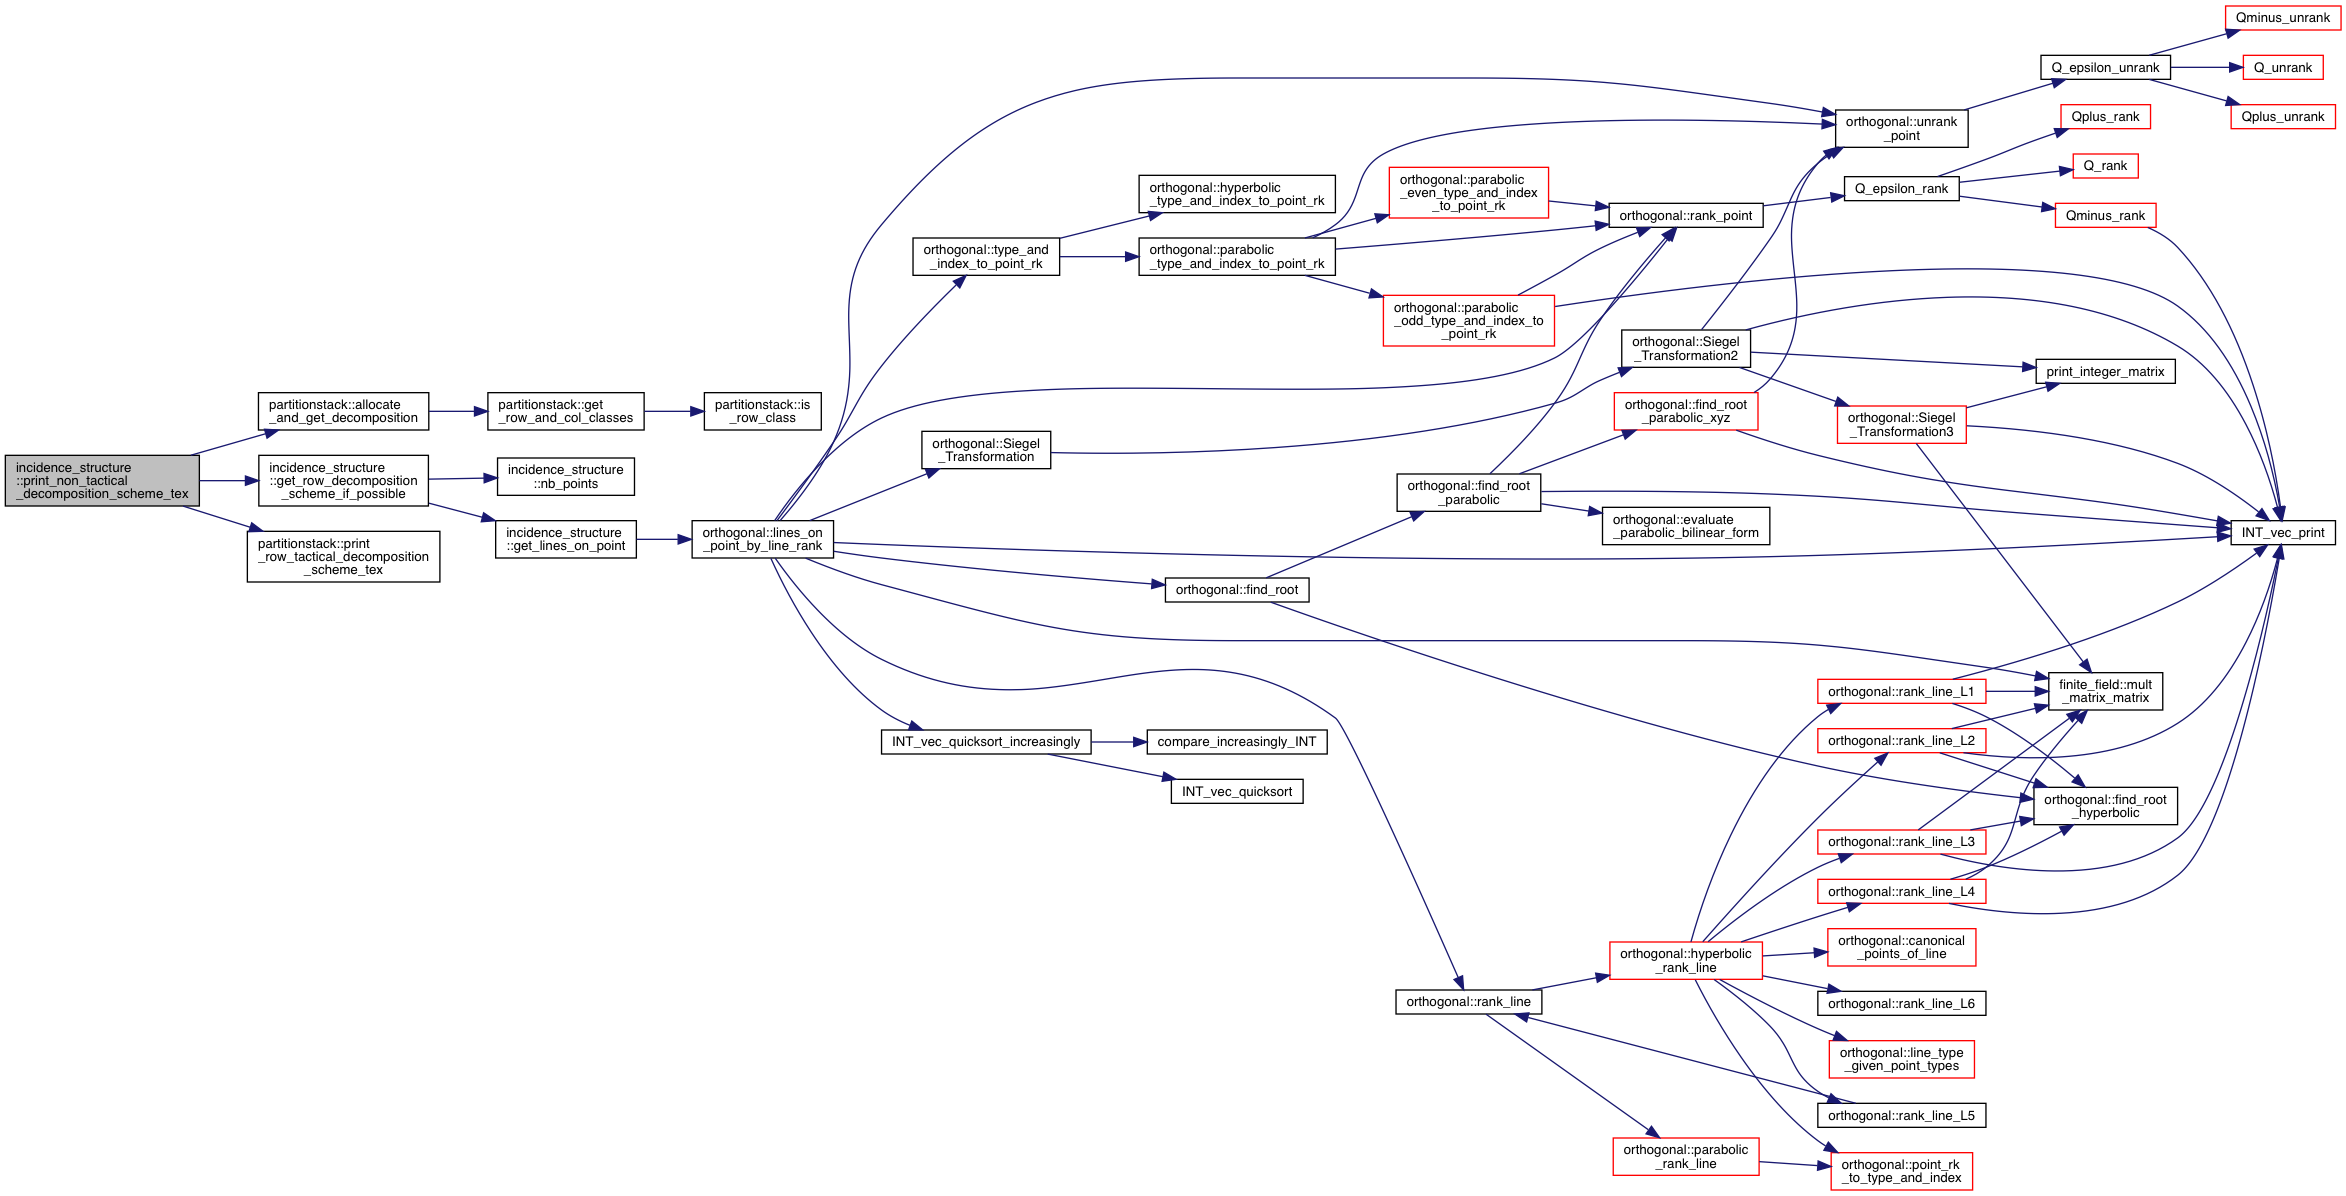 incidence_structure
::print_non_tactical
_decomposition_scheme_tex
partitionstack::allocate
_and_get_decomposition
incidence_structure
::get_row_decomposition
_scheme_if_possible
partitionstack::print
_row_tactical_decomposition
_scheme_tex
partitionstack::get
_row_and_col_classes
incidence_structure
::nb_points
incidence_structure
::get_lines_on_point
partitionstack::is
_row_class
orthogonal::lines_on
_point_by_line_rank
orthogonal::type_and
_index_to_point_rk
orthogonal::Siegel
_Transformation
INT_vec_quicksort_increasingly
orthogonal::hyperbolic
_type_and_index_to_point_rk
orthogonal::parabolic
_type_and_index_to_point_rk
orthogonal::find_root
compare_increasingly_INT
INT_vec_quicksort
orthogonal::parabolic
_even_type_and_index
_to_point_rk
orthogonal::parabolic
_odd_type_and_index_to
_point_rk
orthogonal::find_root
_parabolic
orthogonal::rank_line
orthogonal::rank_point
orthogonal::Siegel
_Transformation2
orthogonal::find_root
_parabolic_xyz
orthogonal::evaluate
_parabolic_bilinear_form
orthogonal::hyperbolic
_rank_line
orthogonal::parabolic
_rank_line
orthogonal::unrank
_point
Q_epsilon_rank
orthogonal::Siegel
_Transformation3
orthogonal::rank_line_L1
orthogonal::rank_line_L2
orthogonal::rank_line_L3
orthogonal::rank_line_L4
orthogonal::canonical
_points_of_line
orthogonal::rank_line_L6
orthogonal::line_type
_given_point_types
orthogonal::rank_line_L5
orthogonal::point_rk
_to_type_and_index
Q_epsilon_unrank
Qplus_rank
Q_rank
Qminus_rank
print_integer_matrix
finite_field::mult
_matrix_matrix
orthogonal::find_root
_hyperbolic
Qminus_unrank
Q_unrank
Qplus_unrank
INT_vec_print